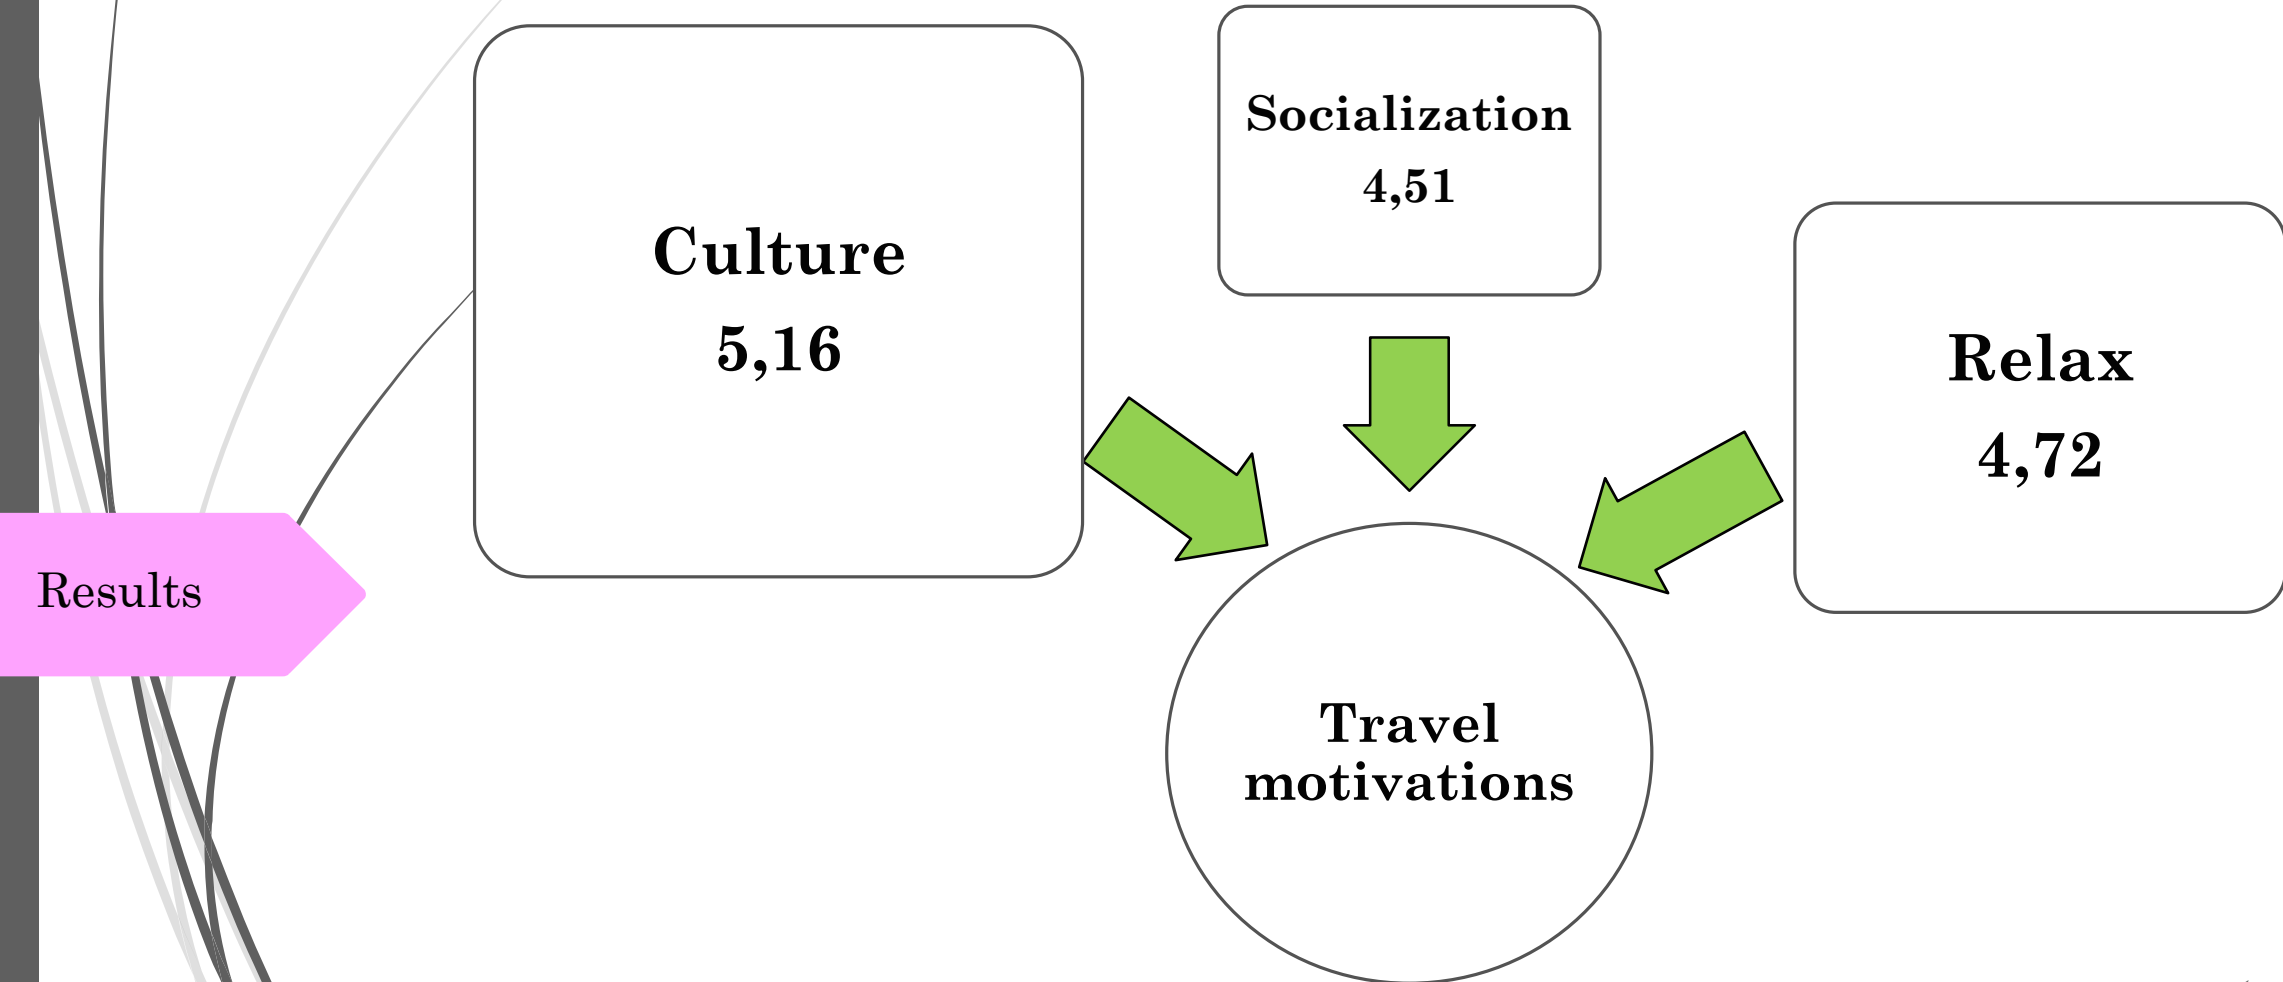 Culture
5,16
Socialization
4,51
Relax
4,72
Results
Travel
motivations